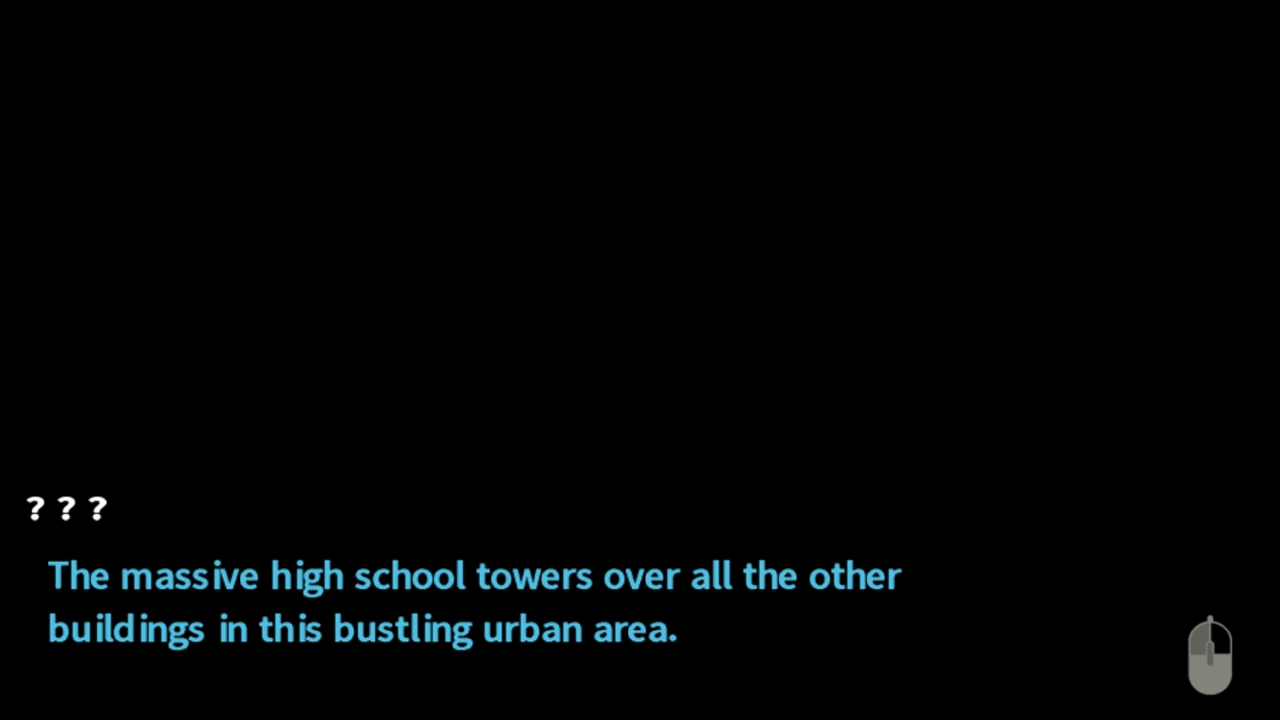 ? ? ?
The massive high school towers over all the other
buildings in this bustling urban area.